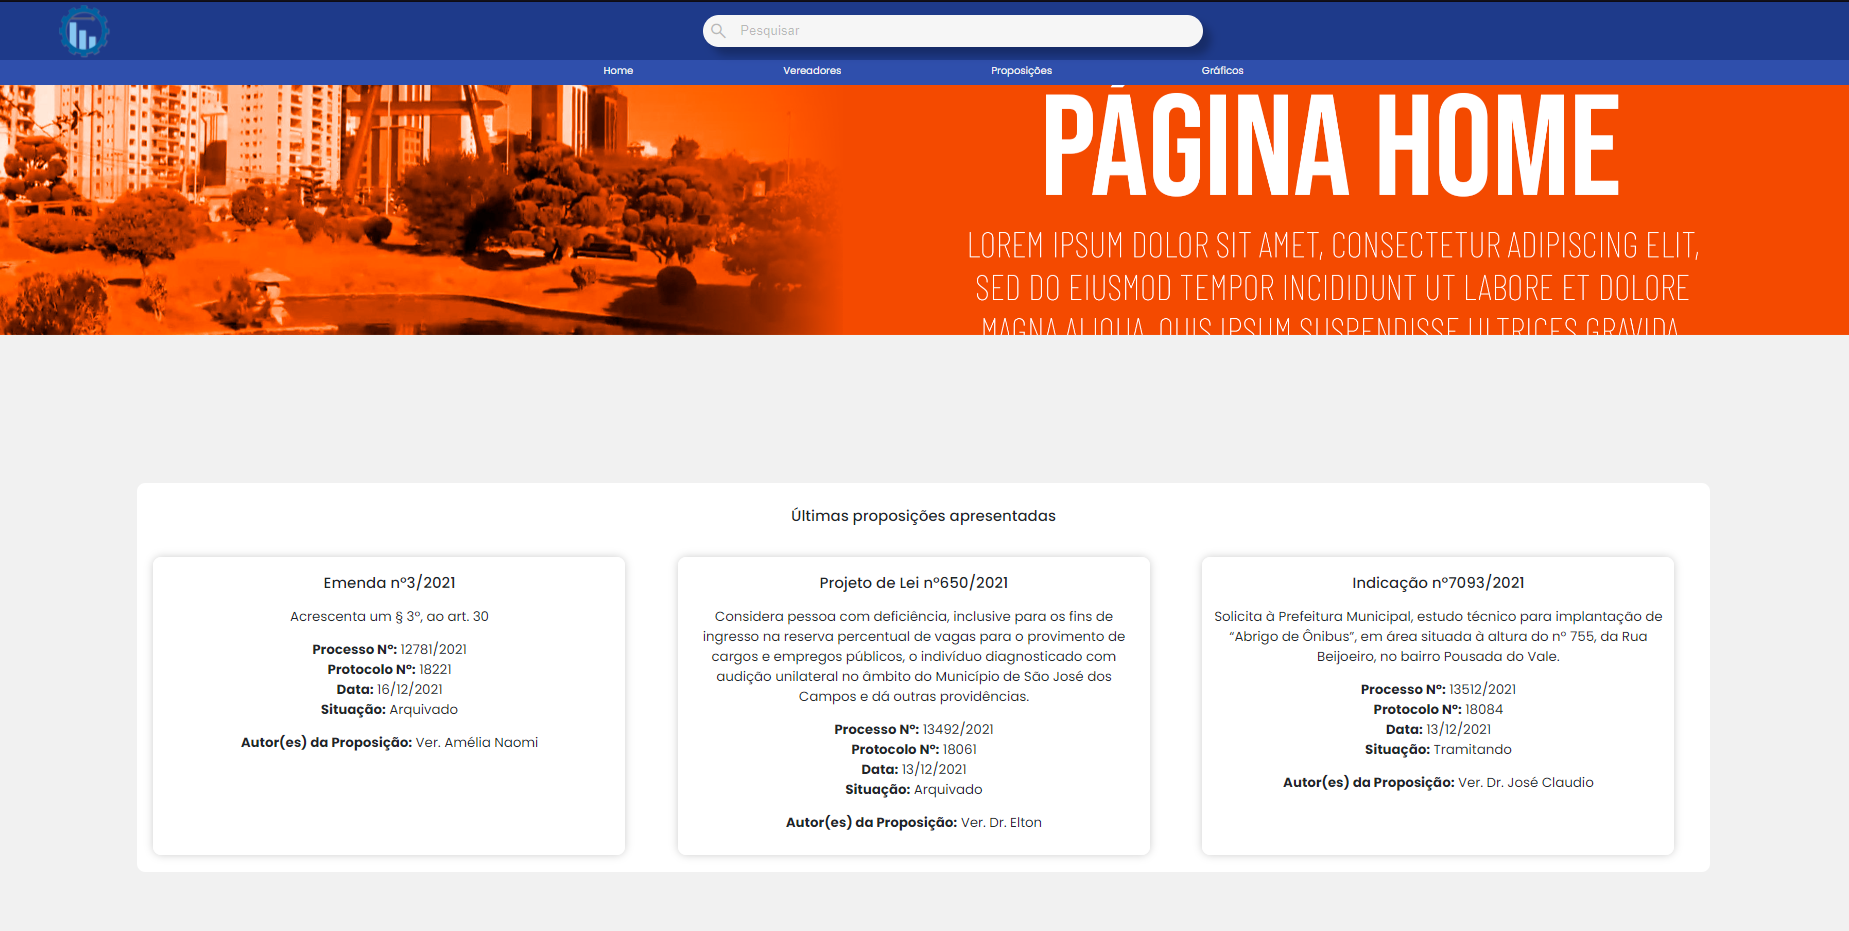 Pesquisar
Home Vereadores Proposições Gráficos
PÁGINA HOME
LOREM IPSUM DOLOR SIT AMET, CONSECTETUR ADIPISCING ELIT,
SED DO EIUSMOD TEMPOR INCIDIDUNT UT LABORE ET DOLORE
MAGNA ALIQUA. QUIS IPSUM SUSPENDISSE ULTRICES GRAVIDA.
Últimas proposições apresentadas
Emenda nº3/2021
Acrescenta um § 3º, ao art. 30
Processo Nº: 12781/2021
Protocolo Nº: 18221
Data: 16/12/2021
Situação: Arquivado
Autor(es) da Proposição: Ver. Amélia Naomi
Projeto de Lei nº650/2021
Considera pessoa com deficiência, inclusive para os fins de
ingresso na reserva percentual de vagas para o provimento de
cargos e empregos públicos, o indivíduo diagnosticado com
audição unilateral no âmbito do Município de São José dos
Campos e dá outras providências.
Processo Nº: 13492/2021
Protocolo Nº: 18061
Data: 13/12/2021
Situação: Arquivado
Autor(es) da Proposição: Ver. Dr. Elton
Indicação nº7093/2021
Solicita à Prefeitura Municipal, estudo técnico para implantação de
“Abrigo de Ônibus”, em área situada à altura do nº 755, da Rua
Beijoeiro, no bairro Pousada do Vale.
Processo Nº: 13512/2021
Protocolo Nº: 18084
Data: 13/12/2021
Situação: Tramitando
Autor(es) da Proposição: Ver. Dr. José Claudio